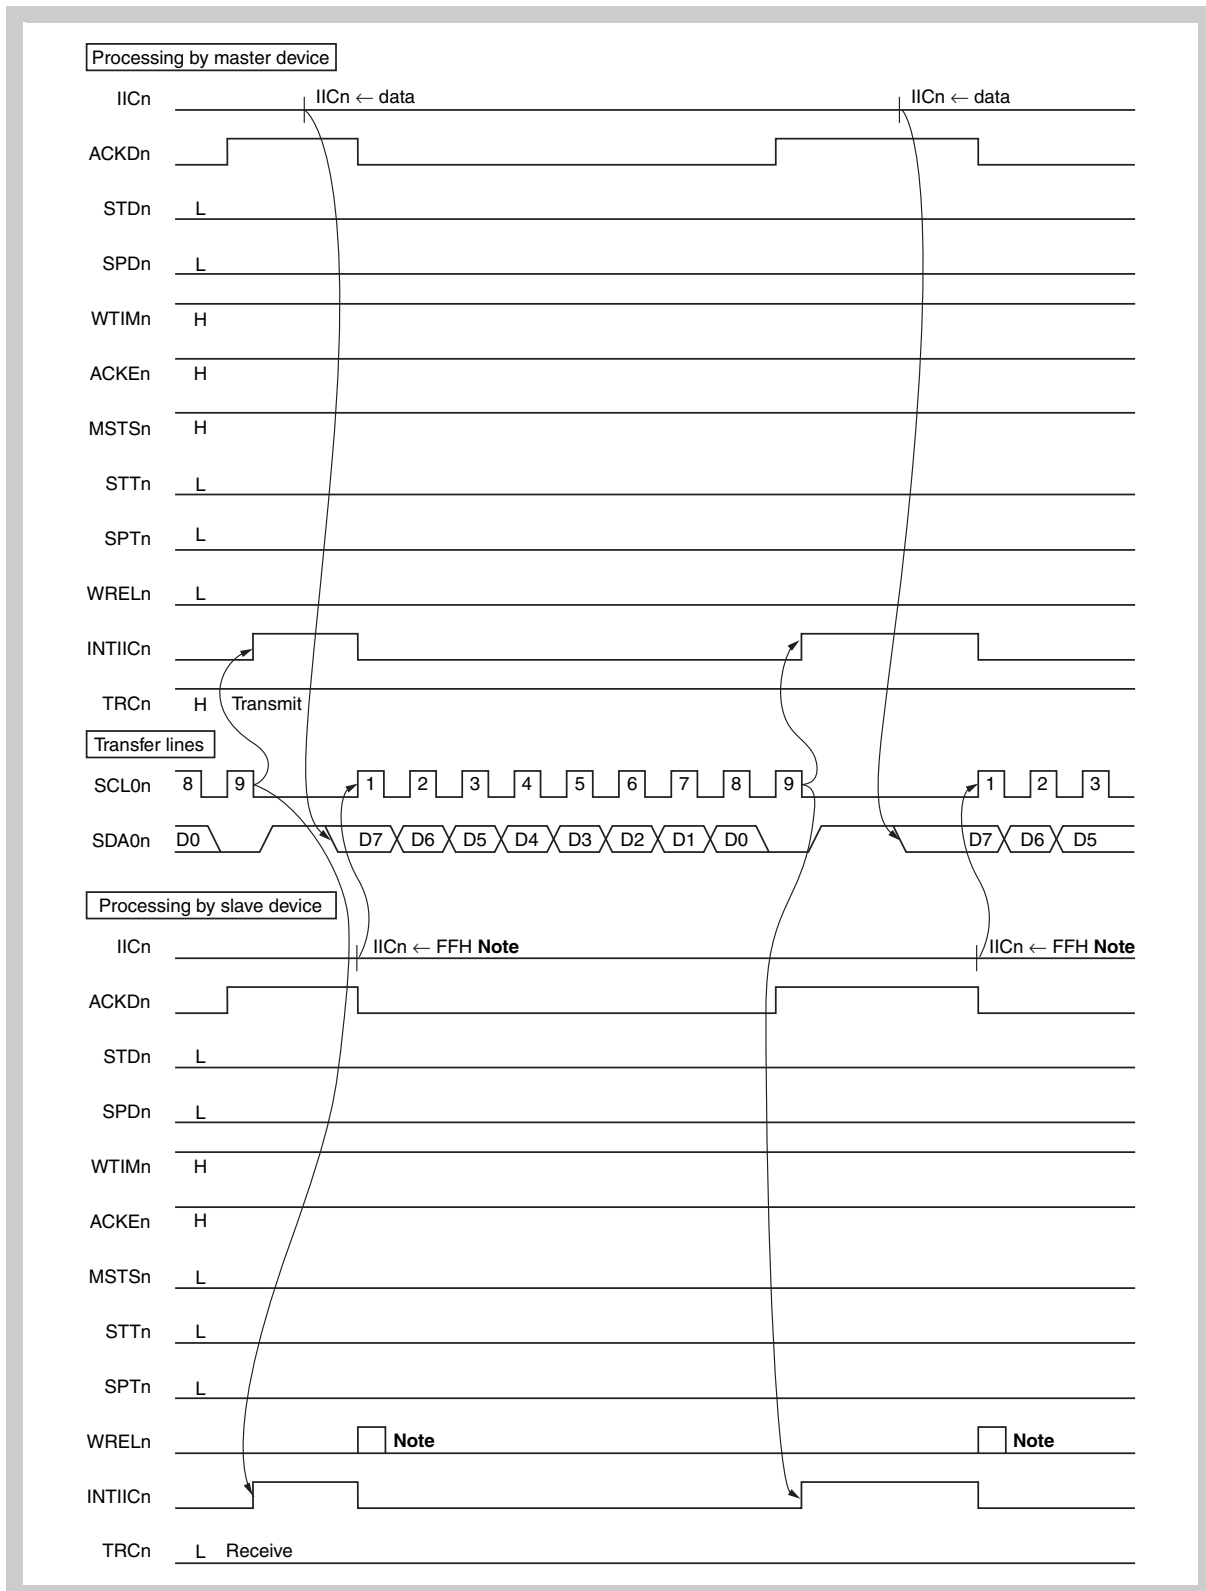 Processing by master device
IICn IICn ← data IICn ← data
ACKDn
STDn L
SPDn L
WTIMn H
ACKEn H
MSTSn H
STTn L
SPTn L
WRELn L
INTIICn
TRCn H Transmit
Transfer lines
SCL0n 8 9 1 2 3 4 5 6 7 8 9 1 2 3
SDA0n D0 D7 D6 D5 D4 D3 D2 D1 D0 D7 D6 D5
Processing by slave device
IICn IICn ← FFH Note IICn ← FFH Note
ACKDn
STDn L
SPDn L
WTIMn H
ACKEn H
MSTSn L
STTn L
SPTn L
WRELn Note Note
INTIICn
TRCn L Receive